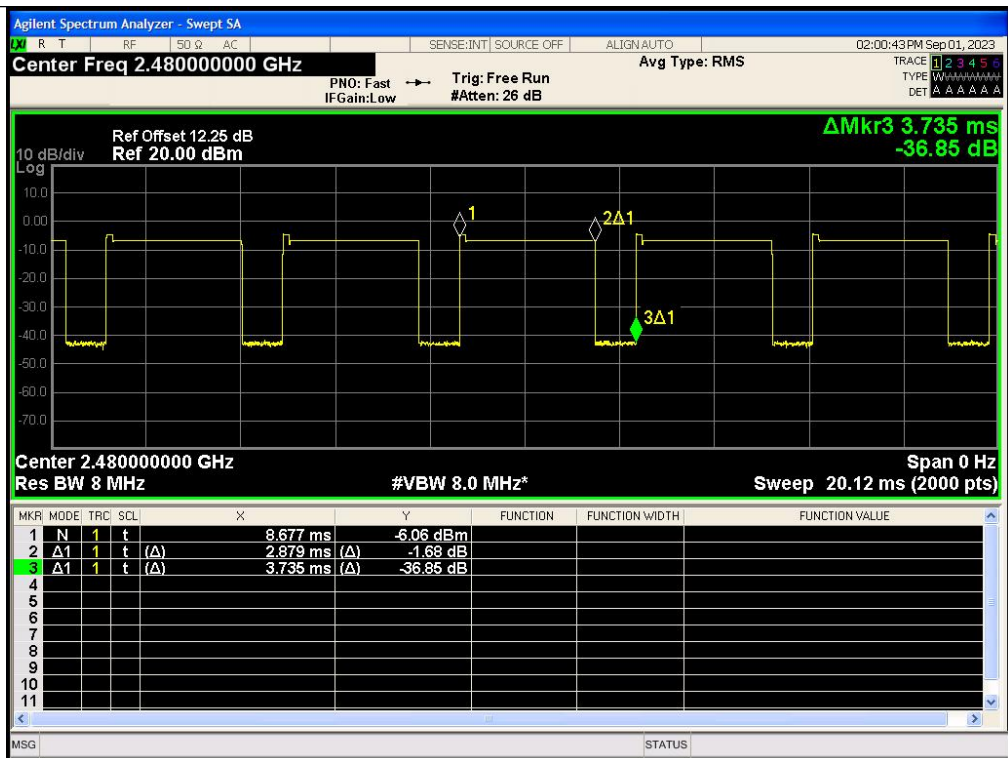 Agilent Spectrum Analyzer - Swept SA
LXI R T RF 50 Ω AC SENSE:INT SOURCE OFF ALIGN AUTO 02:00:43 PM Sep 01, 2023
Center Freq 2.480000000 GHz
PNO: Fast
IFGain:Low
Trig: Free Run
#Atten: 26 dB
Avg Type: RMS
TRACE 1 2 3 4 5 6
TYPE W
DET A A A A A A
Ref Offset 12.25 dB
10 dB/div Ref 20.00 dBm
Log
ΔMkr3 3.735 ms
-36.85 dB
10.0
0.00
-10.0
-20.0
-30.0
-40.0
-50.0
-60.0
-70.0
1
2Δ1
3Δ1
Center 2.480000000 GHz Span 0 Hz
Res BW 8 MHz #VBW 8.0 MHz* Sweep 20.12 ms (2000 pts)
MKR MODE TRC SCL X Y FUNCTION FUNCTION WIDTH FUNCTION VALUE
1 N 1 t 8.677 ms -6.06 dBm
2 Δ1 1 t (Δ) 2.879 ms (Δ) -1.68 dB
3 Δ1 1 t (Δ) 3.735 ms (Δ) -36.85 dB
4
5
6
7
8
9
10
11
MSG STATUS